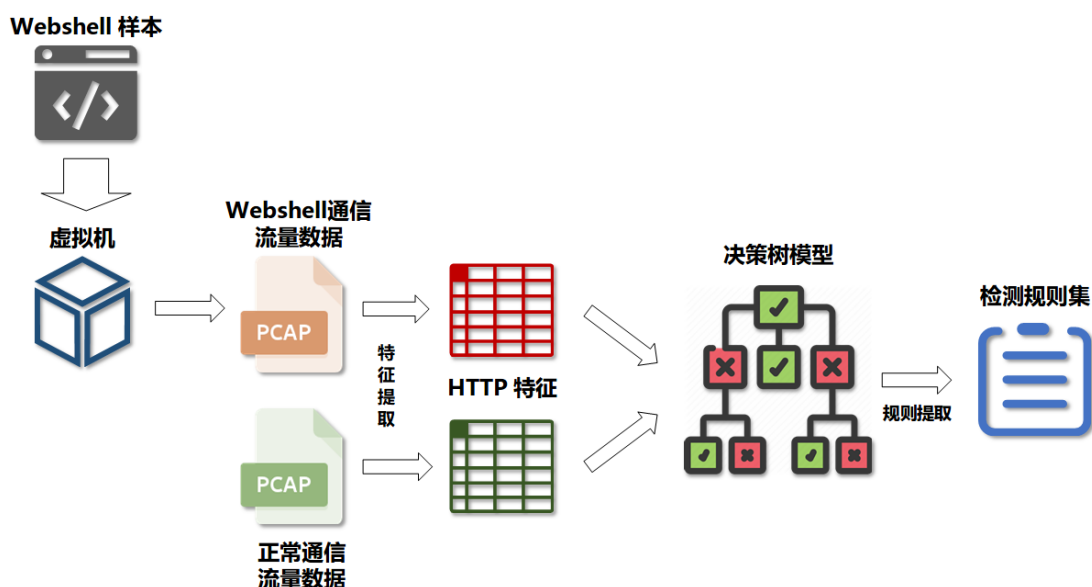 Webshell 样本
虚拟机
Webshell通信
流量数据
PCAP
特
征
提
取
HTTP 特征
PCAP
正常通信
流量数据
决策树模型
规则提取
检测规则集